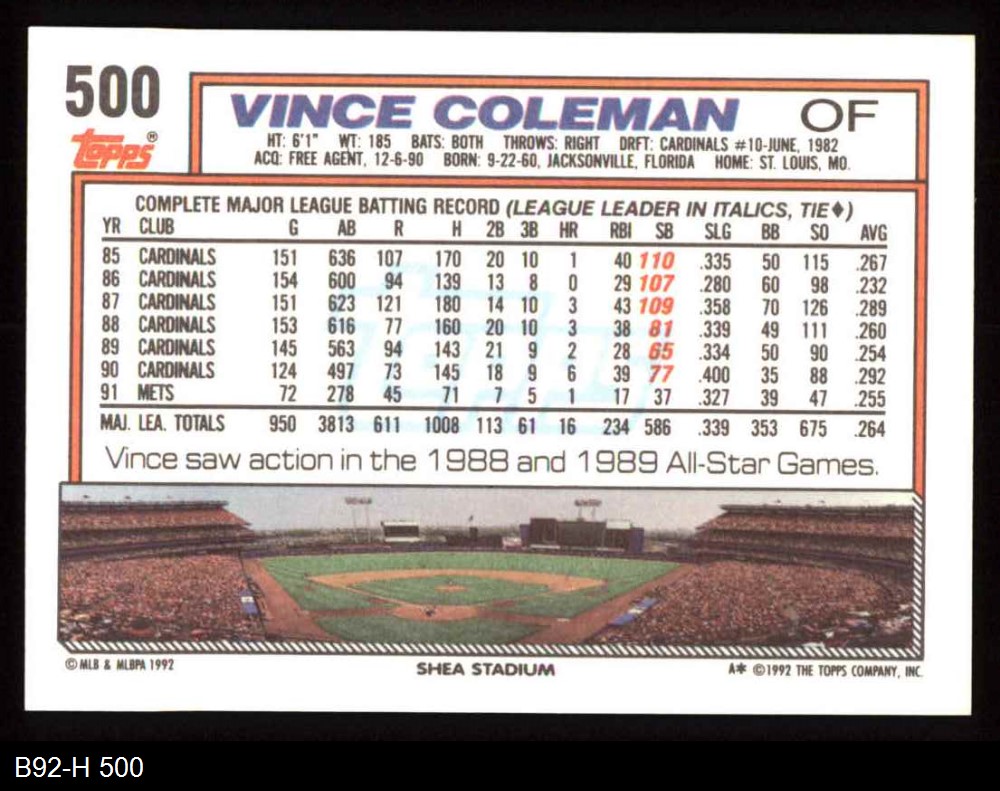 500
VINCE COLEMAN OF
Topps®
HT: 6'1" WT: 185 BATS: BOTH THROWS: RIGHT DRFT: CARDINALS #10-JUNE, 1982
ACQ: FREE AGENT, 12-6-90 BORN: 9-22-60, JACKSONVILLE, FLORIDA HOME: ST. LOUIS, MO.
COMPLETE MAJOR LEAGUE BATTING RECORD (LEAGUE LEADER IN ITALICS, TIE♦)
YR CLUB G AB R H 2B 3B HR RBI SB SLG BB SO AVG
85 CARDINALS 151 636 107 170 20 10 1 40 110 .335 50 115 .267
86 CARDINALS 154 600 94 139 13 8 0 29 107 .280 60 98 .232
87 CARDINALS 151 623 121 180 14 10 3 43 109 .358 70 126 .289
88 CARDINALS 153 616 77 160 20 10 3 38 81 .339 49 111 .260
89 CARDINALS 145 563 94 143 21 9 2 28 65 .334 50 90 .254
90 CARDINALS 124 497 73 145 18 9 6 39 77 .400 35 88 .292
91 METS 72 278 45 71 7 5 1 17 37 .327 39 47 .255
MAJ. LEA. TOTALS 950 3813 611 1008 113 61 16 234 586 .339 353 675 .264
Topps
Vince saw action in the 1988 and 1989 All-Star Games.
©MLB & MLBPA 1992 SHEA STADIUM A* ©1992 THE TOPPS COMPANY, INC.
B92-H 500